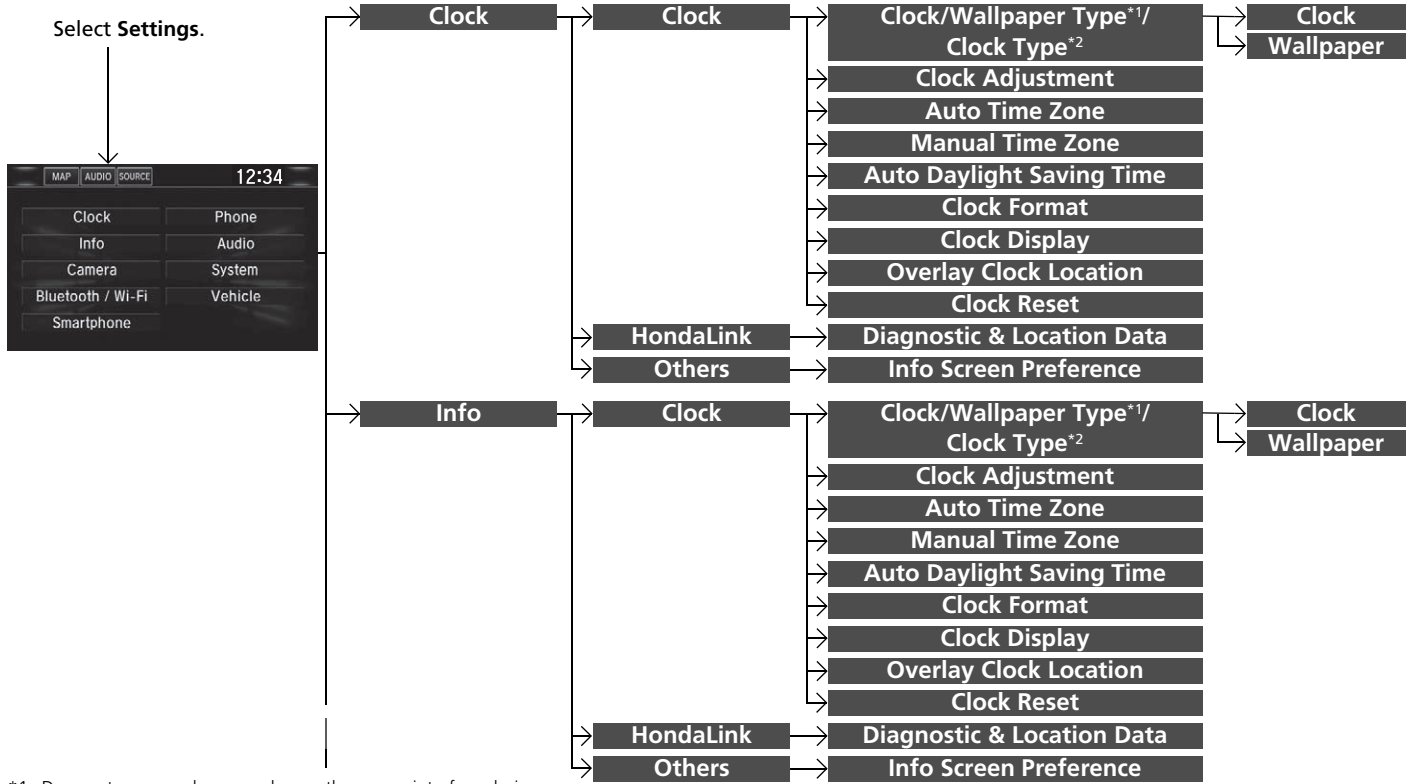 Select Settings.
MAP AUDIO SOURCE 12:34
Clock Phone
Info Audio
Camera System
Bluetooth / Wi-Fi Vehicle
Smartphone
Clock
Clock
Clock/Wallpaper Type*1/
Clock Type*2
Clock
Wallpaper
Clock Adjustment
Auto Time Zone
Manual Time Zone
Auto Daylight Saving Time
Clock Format
Clock Display
Overlay Clock Location
Clock Reset
HondaLink
Diagnostic & Location Data
Others
Info Screen Preference
Info
Clock
Clock/Wallpaper Type*1/
Clock Type*2
Clock
Wallpaper
Clock Adjustment
Auto Time Zone
Manual Time Zone
Auto Daylight Saving Time
Clock Format
Clock Display
Overlay Clock Location
Clock Reset
HondaLink
Diagnostic & Location Data
Others
Info Screen Preference